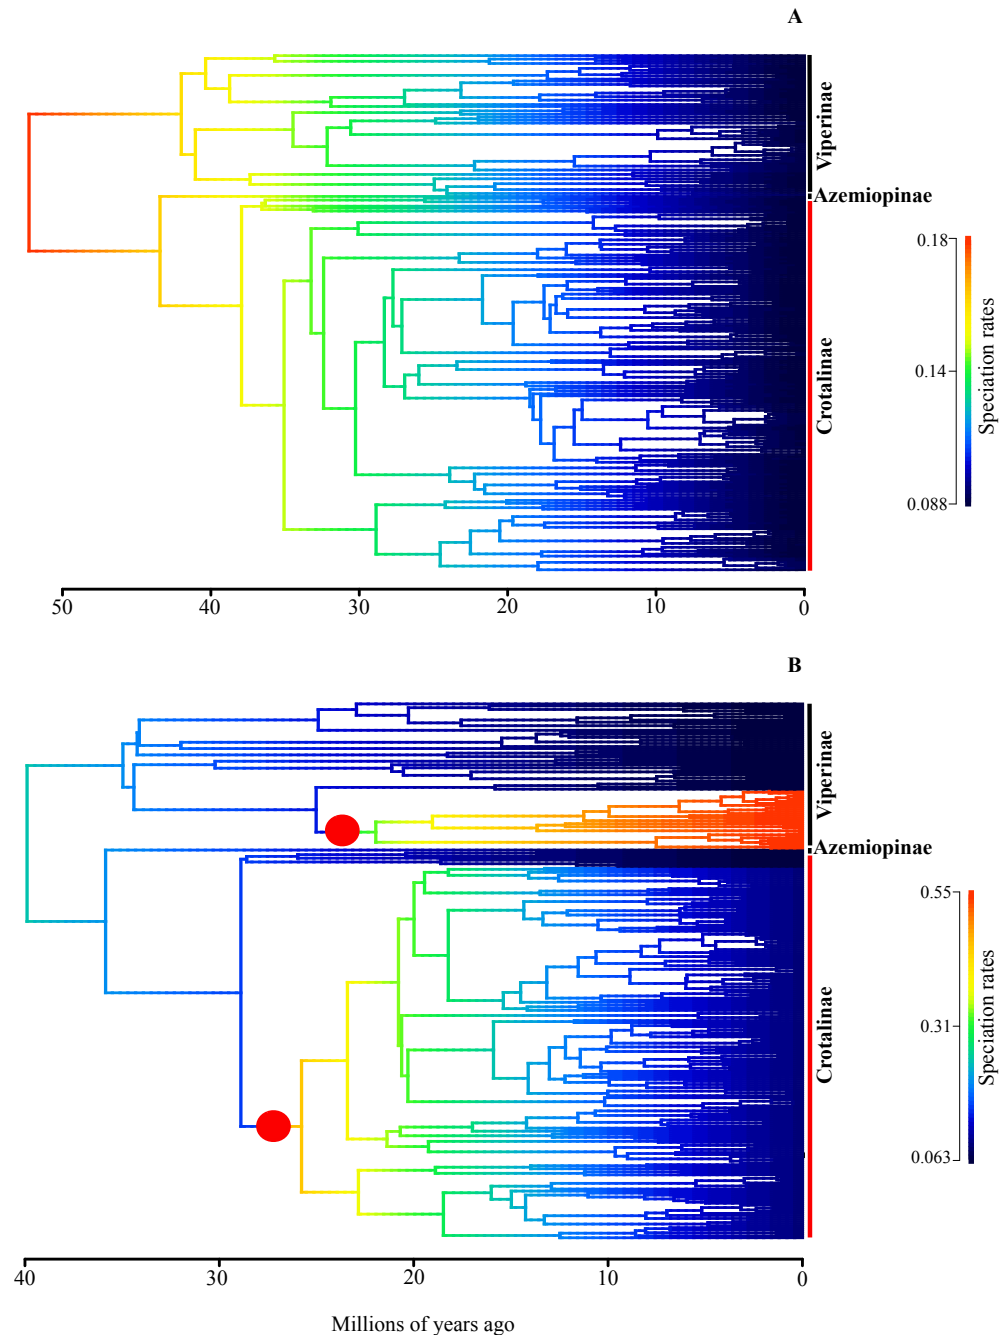 A
Viperinae
Azemiopinae
Crotalinae
0.18
0.14
0.088
Speciation rates
50 40 30 20 10 0
B
Viperinae
Azemiopinae
Crotalinae
0.55
0.31
0.063
Speciation rates
40 30 20 10 0
Millions of years ago